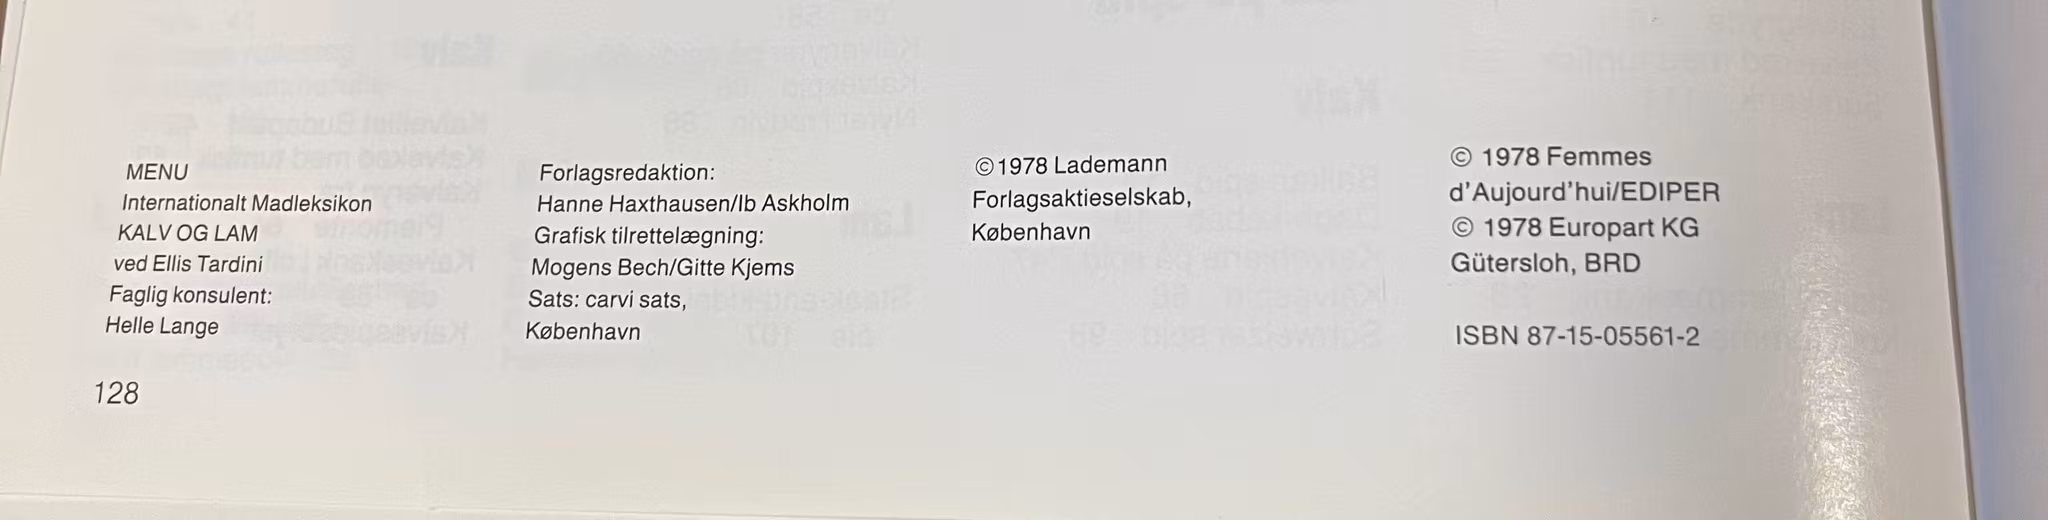 MENU
Internationalt Madleksikon
KALV OG LAM
ved Ellis Tardini
Faglig konsulent:
Helle Lange
128
Forlagsredaktion:
Hanne Haxthausen/Ib Askholm
Grafisk tilrettelægning:
Mogens Bech/Gitte Kjems
Sats: carvi sats,
København
©1978 Lademann
Forlagsaktieselskab,
København
© 1978 Femmes
d'Aujourd'hui/EDIPER
© 1978 Europart KG
Gütersloh, BRD
ISBN 87-15-05561-2